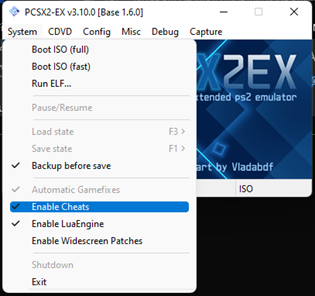 PCSX2-EX v3.10.0 [Base 1.6.0]
System CDVD Config Misc Debug Capture
Boot ISO (full)
Boot ISO (fast)
Run ELF...
Pause/Resume
Load state F3
Save state F1
Backup before save
Automatic Gamefixes
Enable Cheats
Enable LuaEngine
Enable Widescreen Patches
Shutdown
Exit
X2EX
xtended ps2 emulator
art by Vladabdf
ISO